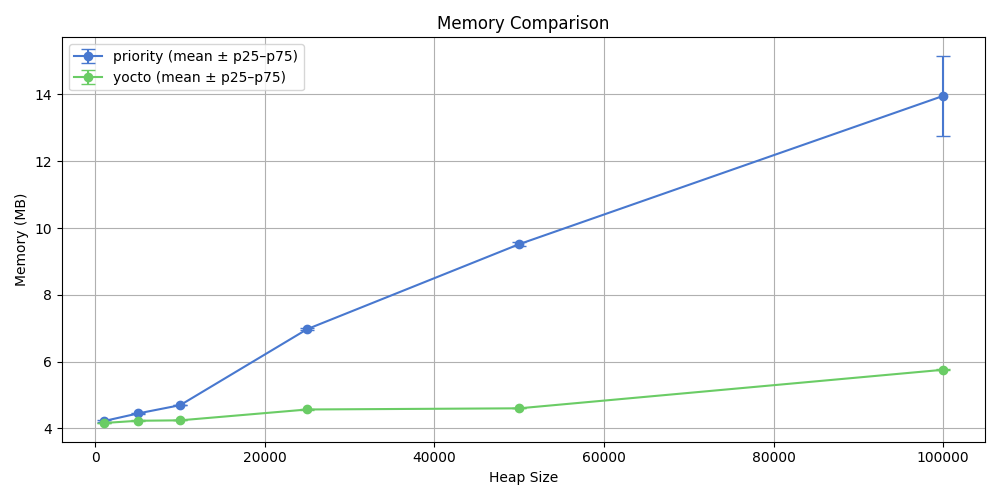 Memory Comparison
priority (mean ± p25–p75)
yocto (mean ± p25–p75)
Memory (MB)
14
12
10
8
6
4
0 20000 40000 60000 80000 100000
Heap Size